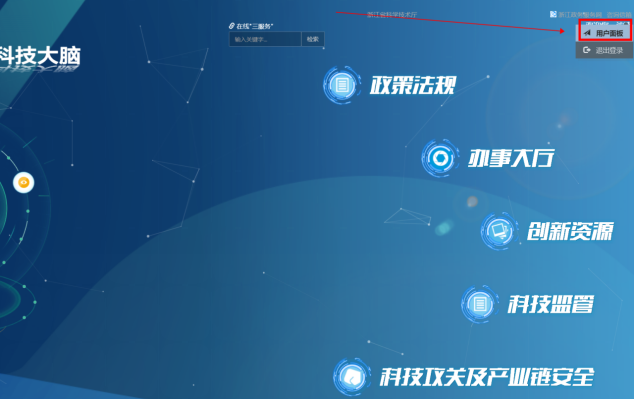 浙江省科学技术厅
在线"三服务"
输入关键字...
检索
用户面板
退出登录
科技大脑
政策法规
办事大厅
创新资源
科技监管
科技攻关及产业链安全